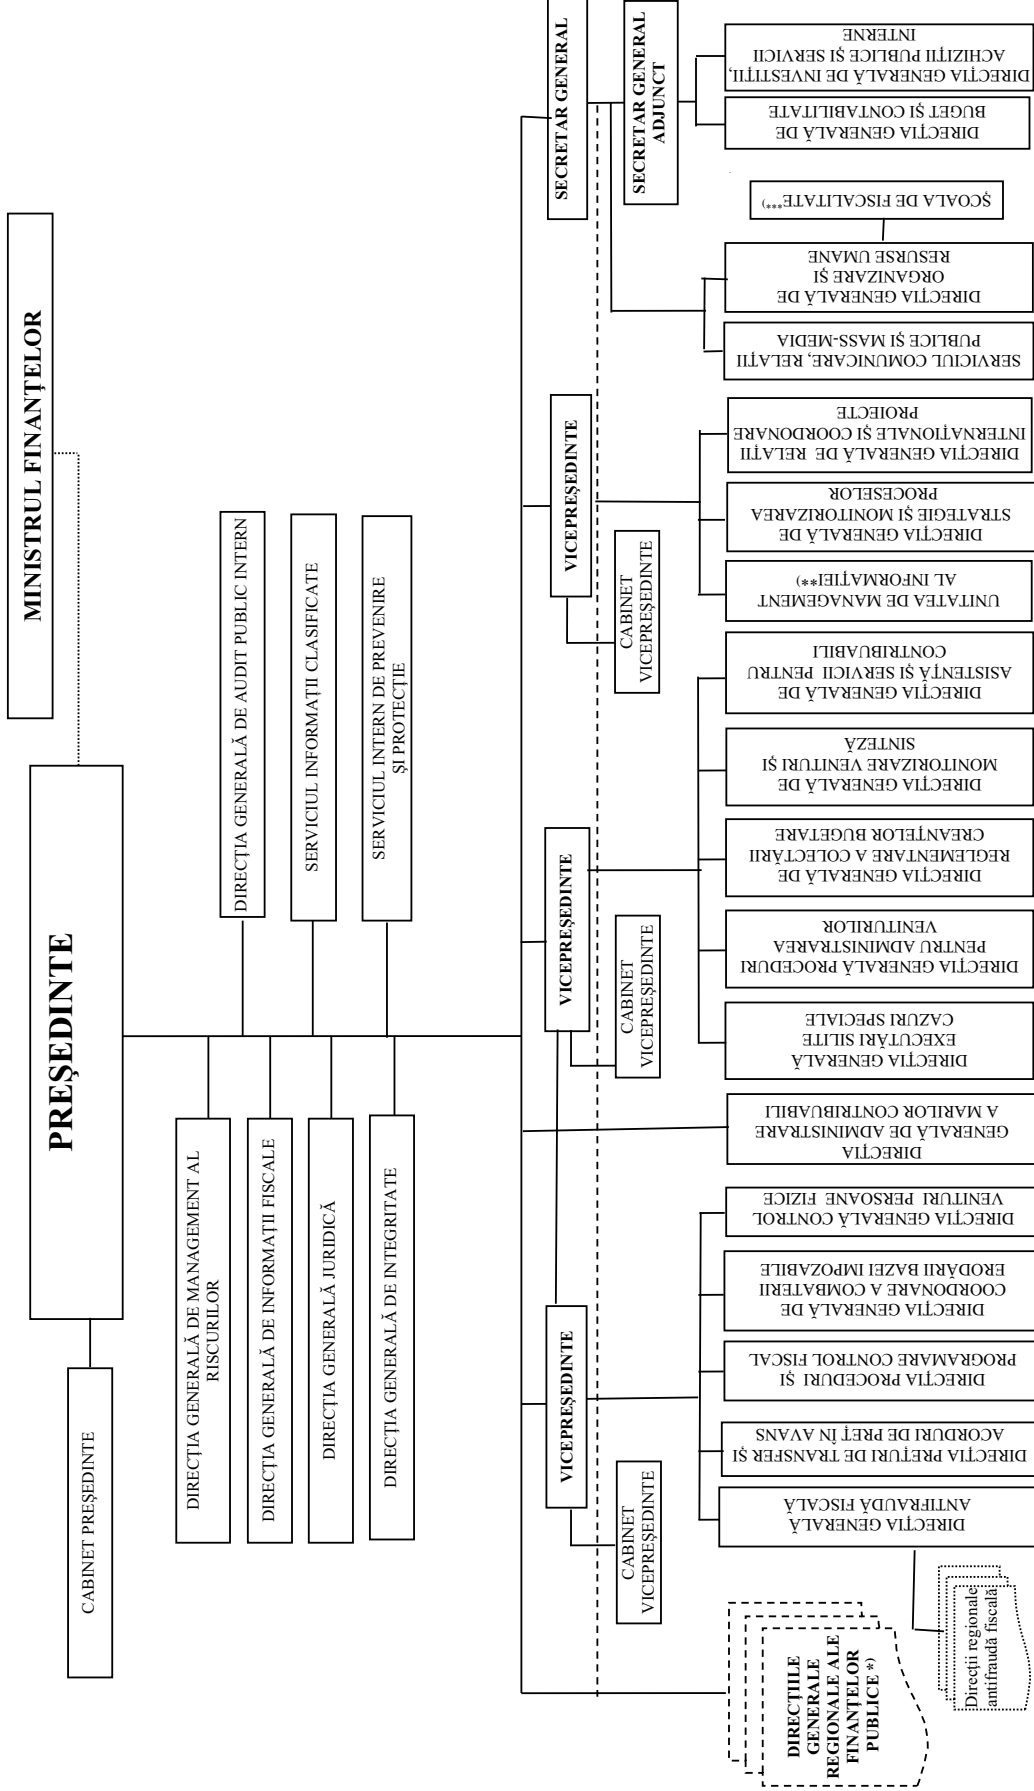 MINISTRUL FINANȚELOR
PREȘEDINTE
CABINET PREȘEDINTE
DIRECȚIA GENERALĂ DE MANAGEMENT AL
RISCURILOR
DIRECȚIA GENERALĂ DE INFORMAȚII FISCALE
DIRECȚIA GENERALĂ JURIDICĂ
DIRECȚIA GENERALĂ DE INTEGRITATE
DIRECȚIA GENERALĂ DE AUDIT PUBLIC INTERN
SERVICIUL INFORMAȚII CLASIFICATE
SERVICIUL INTERN DE PREVENIRE
ȘI PROTECȚIE
VICEPREȘEDINTE
VICEPREȘEDINTE
VICEPREȘEDINTE
SECRETAR GENERAL
CABINET
VICEPREȘEDINTE
CABINET
VICEPREȘEDINTE
CABINET
VICEPREȘEDINTE
SECRETAR GENERAL
ADJUNCT
DIRECȚIILE
GENERALE
REGIONALE ALE
FINANȚELOR
PUBLICE *)
Direcții regionale
antifraudă fiscală
DIRECȚIA GENERALĂ
ANTIFRAUDĂ FISCALĂ
DIRECȚIA PREȚURI DE TRANSFER ȘI
ACORDURI DE PREȚ ÎN AVANS
DIRECȚIA PROCEDURI ȘI
PROGRAMARE CONTROL FISCAL
DIRECȚIA GENERALĂ DE
COORDONARE A COMBATERII
ERODĂRII BAZEI IMPOZABILE
DIRECȚIA GENERALĂ CONTROL
VENITURI PERSOANE FIZICE
DIRECȚIA
GENERALĂ DE ADMINISTRARE
A MARILOR CONTRIBUABILI
DIRECȚIA GENERALĂ
EXECUTĂRI SILITE
CAZURI SPECIALE
DIRECȚIA GENERALĂ PROCEDURI
PENTRU ADMINISTRAREA
VENITURILOR
DIRECȚIA GENERALĂ DE
REGLEMENTARE A COLECTĂRII
CREANȚELOR BUGETARE
DIRECȚIA GENERALĂ DE
MONITORIZARE VENITURI ȘI
SINTEZĂ
DIRECȚIA GENERALĂ DE
ASISTENȚĂ ȘI SERVICII PENTRU
CONTRIBUABILI
UNITATEA DE MANAGEMENT
AL INFORMAȚIEI**)
DIRECȚIA GENERALĂ DE
STRATEGIE ȘI MONITORIZAREA
PROCESELOR
DIRECȚIA GENERALĂ DE RELAȚII
INTERNAȚIONALE ȘI COORDONARE
PROIECTE
SERVICIUL COMUNICARE, RELAȚII
PUBLICE ȘI MASS-MEDIA
DIRECȚIA GENERALĂ DE
ORGANIZARE ȘI
RESURSE UMANE
ȘCOALA DE FISCALITATE***)
DIRECȚIA GENERALĂ DE
BUGET ȘI CONTABILITATE
DIRECȚIA GENERALĂ DE INVESTIȚII,
ACHIZIȚII PUBLICE ȘI SERVICII
INTERNE